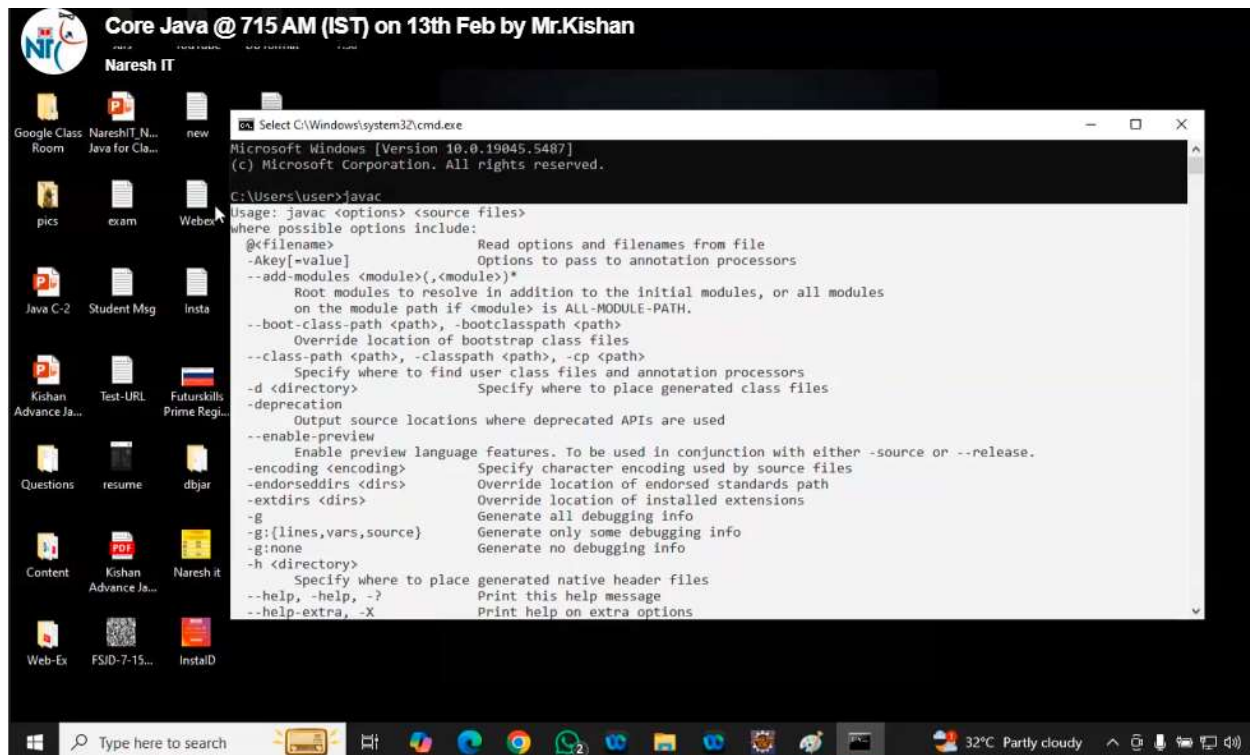 Core Java @ 715 AM (IST) on 13th Feb by Mr.Kishan
Naresh IT
NIT
Google Class Room
NareshIT_N... Java for Cla...
new
pics
exam
Webex
Java C-2
Student Msg
Insta
Kishan Advance Ja...
Test-URL
Futurskills Prime Regi...
Questions
resume
dbjar
Content
Kishan Advance Ja...
Naresh it
Web-Ex
FSJD-7-15...
InstaID
Select C:\Windows\system32\cmd.exe
Microsoft Windows [Version 10.0.19045.5487]
(c) Microsoft Corporation. All rights reserved.
C:\Users\user>javac
Usage: javac <options> <source files>
where possible options include:
@<filename> Read options and filenames from file
-Akey[=value] Options to pass to annotation processors
--add-modules <module>(,<module>)*
Root modules to resolve in addition to the initial modules, or all modules
on the module path if <module> is ALL-MODULE-PATH.
--boot-class-path <path>, -bootclasspath <path>
Override location of bootstrap class files
--class-path <path>, -classpath <path>, -cp <path>
Specify where to find user class files and annotation processors
-d <directory> Specify where to place generated class files
-deprecation
Output source locations where deprecated APIs are used
--enable-preview
Enable preview language features. To be used in conjunction with either -source or --release.
-encoding <encoding> Specify character encoding used by source files
-endorseddirs <dirs> Override location of endorsed standards path
-extdirs <dirs> Override location of installed extensions
-g Generate all debugging info
-g:{lines,vars,source} Generate only some debugging info
-g:none Generate no debugging info
-h <directory>
Specify where to place generated native header files
--help, -help, -? Print this help message
--help-extra, -X Print help on extra options
Type here to search
2
32°C Partly cloudy